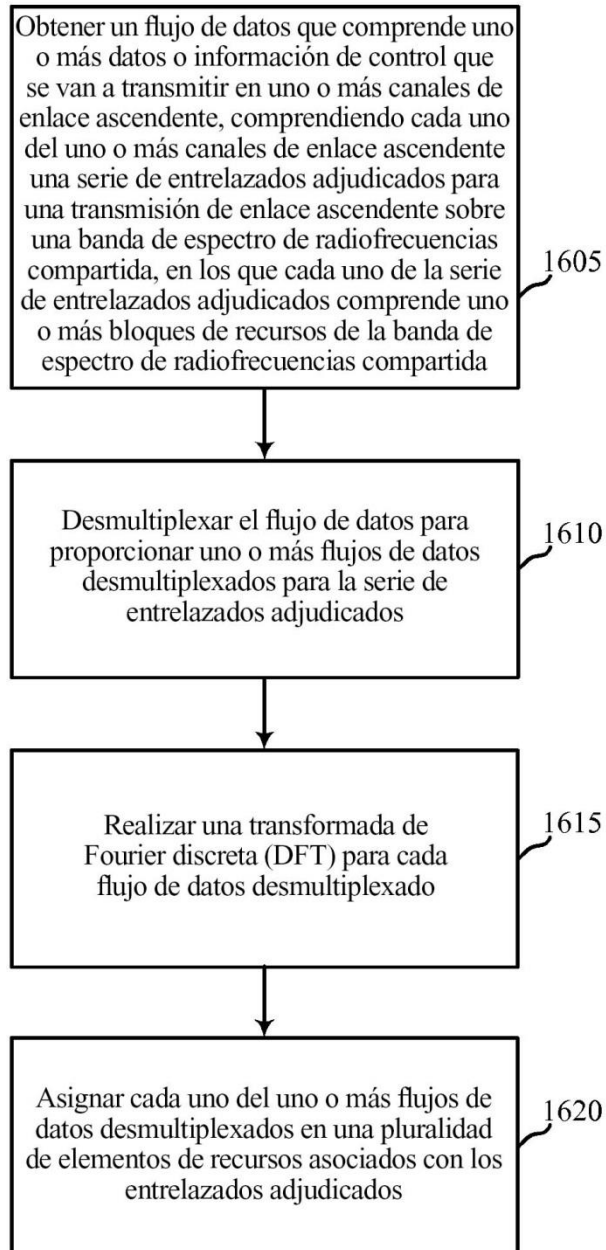 Obtener un flujo de datos que comprende uno
o más datos o información de control que
se van a transmitir en uno o más canales de
enlace ascendente, comprendiendo cada uno
del uno o más canales de enlace ascendente
una serie de entrelazados adjudicados para
una transmisión de enlace ascendente sobre
una banda de espectro de radiofrecuencias
compartida, en los que cada uno de la serie
de entrelazados adjudicados comprende uno
o más bloques de recursos de la banda de
espectro de radiofrecuencias compartida
1605
Desmultiplexar el flujo de datos para
proporcionar uno o más flujos de datos
desmultiplexados para la serie de
entrelazados adjudicados
1610
Realizar una transformada de
Fourier discreta (DFT) para cada
flujo de datos desmultiplexado
1615
Asignar cada uno del uno o más flujos de
datos desmultiplexados en una pluralidad
de elementos de recursos asociados con los
entrelazados adjudicados
1620